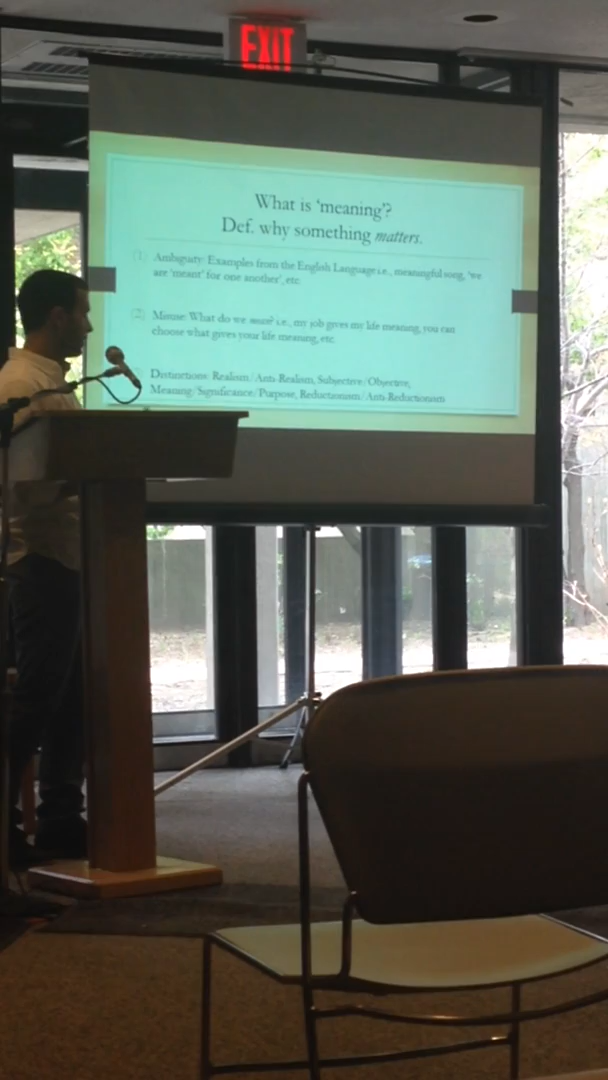 EXIT
What is 'meaning'?
Def. why something matters.
(1) Ambiguity: Examples from the English Language i.e., meaningful song, 'we
are 'meant' for one another', etc.
(2) Misuse: What do we mean? i.e., my job gives my life meaning, you can
choose what gives your life meaning, etc.
Distinctions: Realism/Anti-Realism, Subjective/Objective,
Meaning/Significance/Purpose, Reductionism/Anti-Reductionism